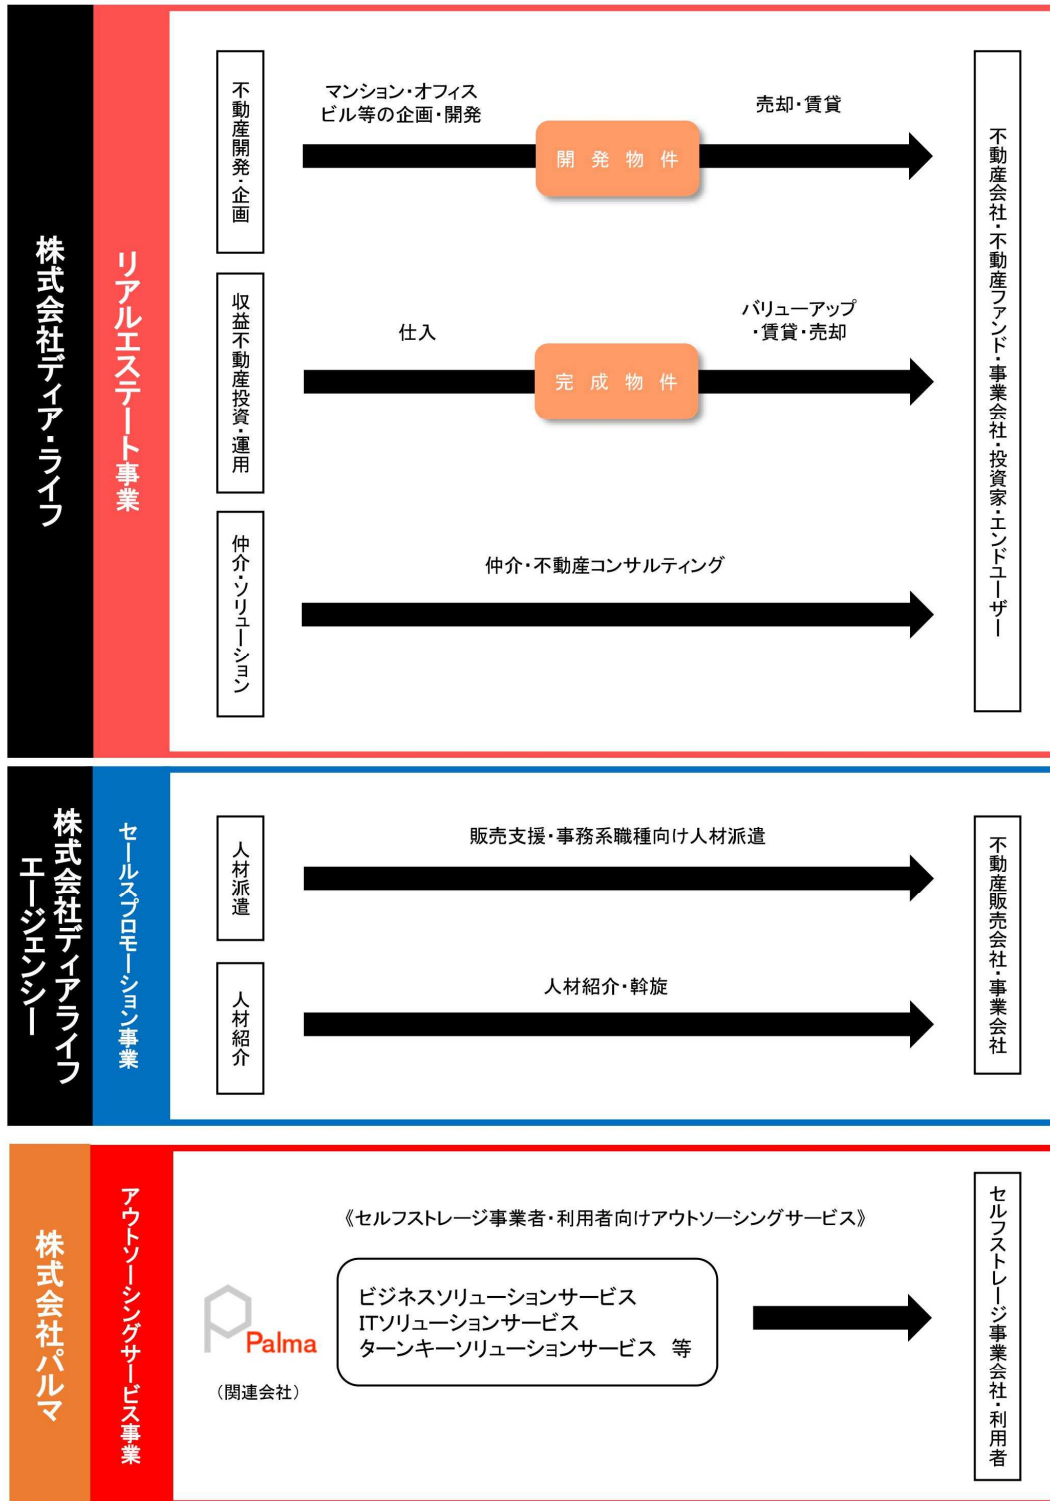 株式会社ディア・ライフ
リアルエステート事業
不動産開発・企画
マンション・オフィス
ビル等の企画・開発
開発物件
売却・賃貸
収益不動産投資・運用
仕入
完成物件
バリューアップ
・賃貸・売却
仲介・ソリューション
仲介・不動産コンサルティング
不動産会社・不動産ファンド・事業会社・投資家・エンドユーザー
株式会社ディアライフ
エージェンシー
セールスプロモーション事業
人材派遣
販売支援・事務系職種向け人材派遣
人材紹介
人材紹介・斡旋
不動産販売会社・事業会社
株式会社パルマ
アウトソーシングサービス事業
《セルフストレージ事業者・利用者向けアウトソーシングサービス》
Palma
（関連会社）
ビジネスソリューションサービス
ITソリューションサービス
ターンキーソリューションサービス 等
セルフストレージ事業会社・利用者